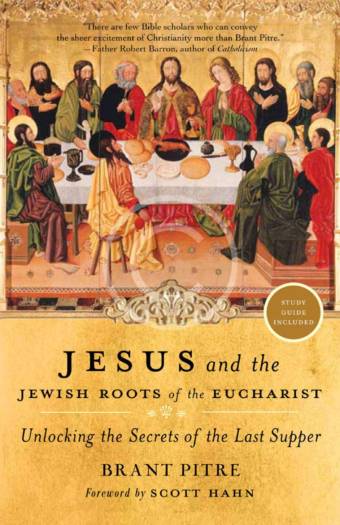 "There are few Bible scholars who can convey
the sheer excitement of Christianity more than Brant Pitre."
—Father Robert Barron, author of Catholicism
STUDY
GUIDE
INCLUDED
JESUS and the
JEWISH ROOTS of the EUCHARIST
Unlocking the Secrets of the Last Supper
BRANT PITRE
Foreword by SCOTT HAHN